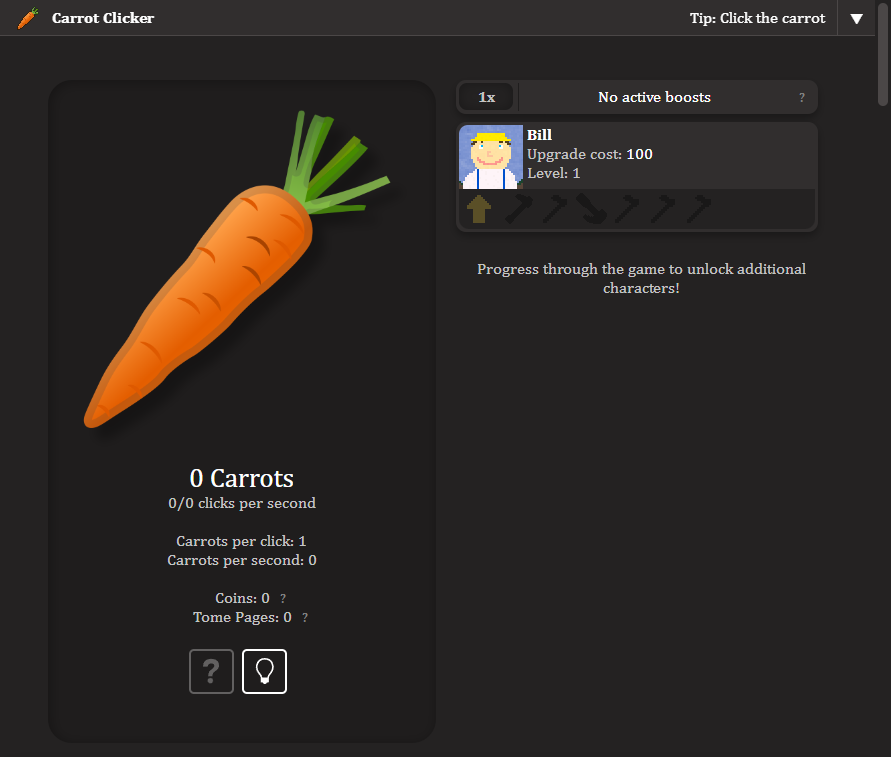 Carrot Clicker
Tip: Click the carrot
▼
1x
No active boosts
?
Bill
Upgrade cost: 100
Level: 1
Progress through the game to unlock additional
characters!
0 Carrots
0/0 clicks per second
Carrots per click: 1
Carrots per second: 0
Coins: 0 ?
Tome Pages: 0 ?
?